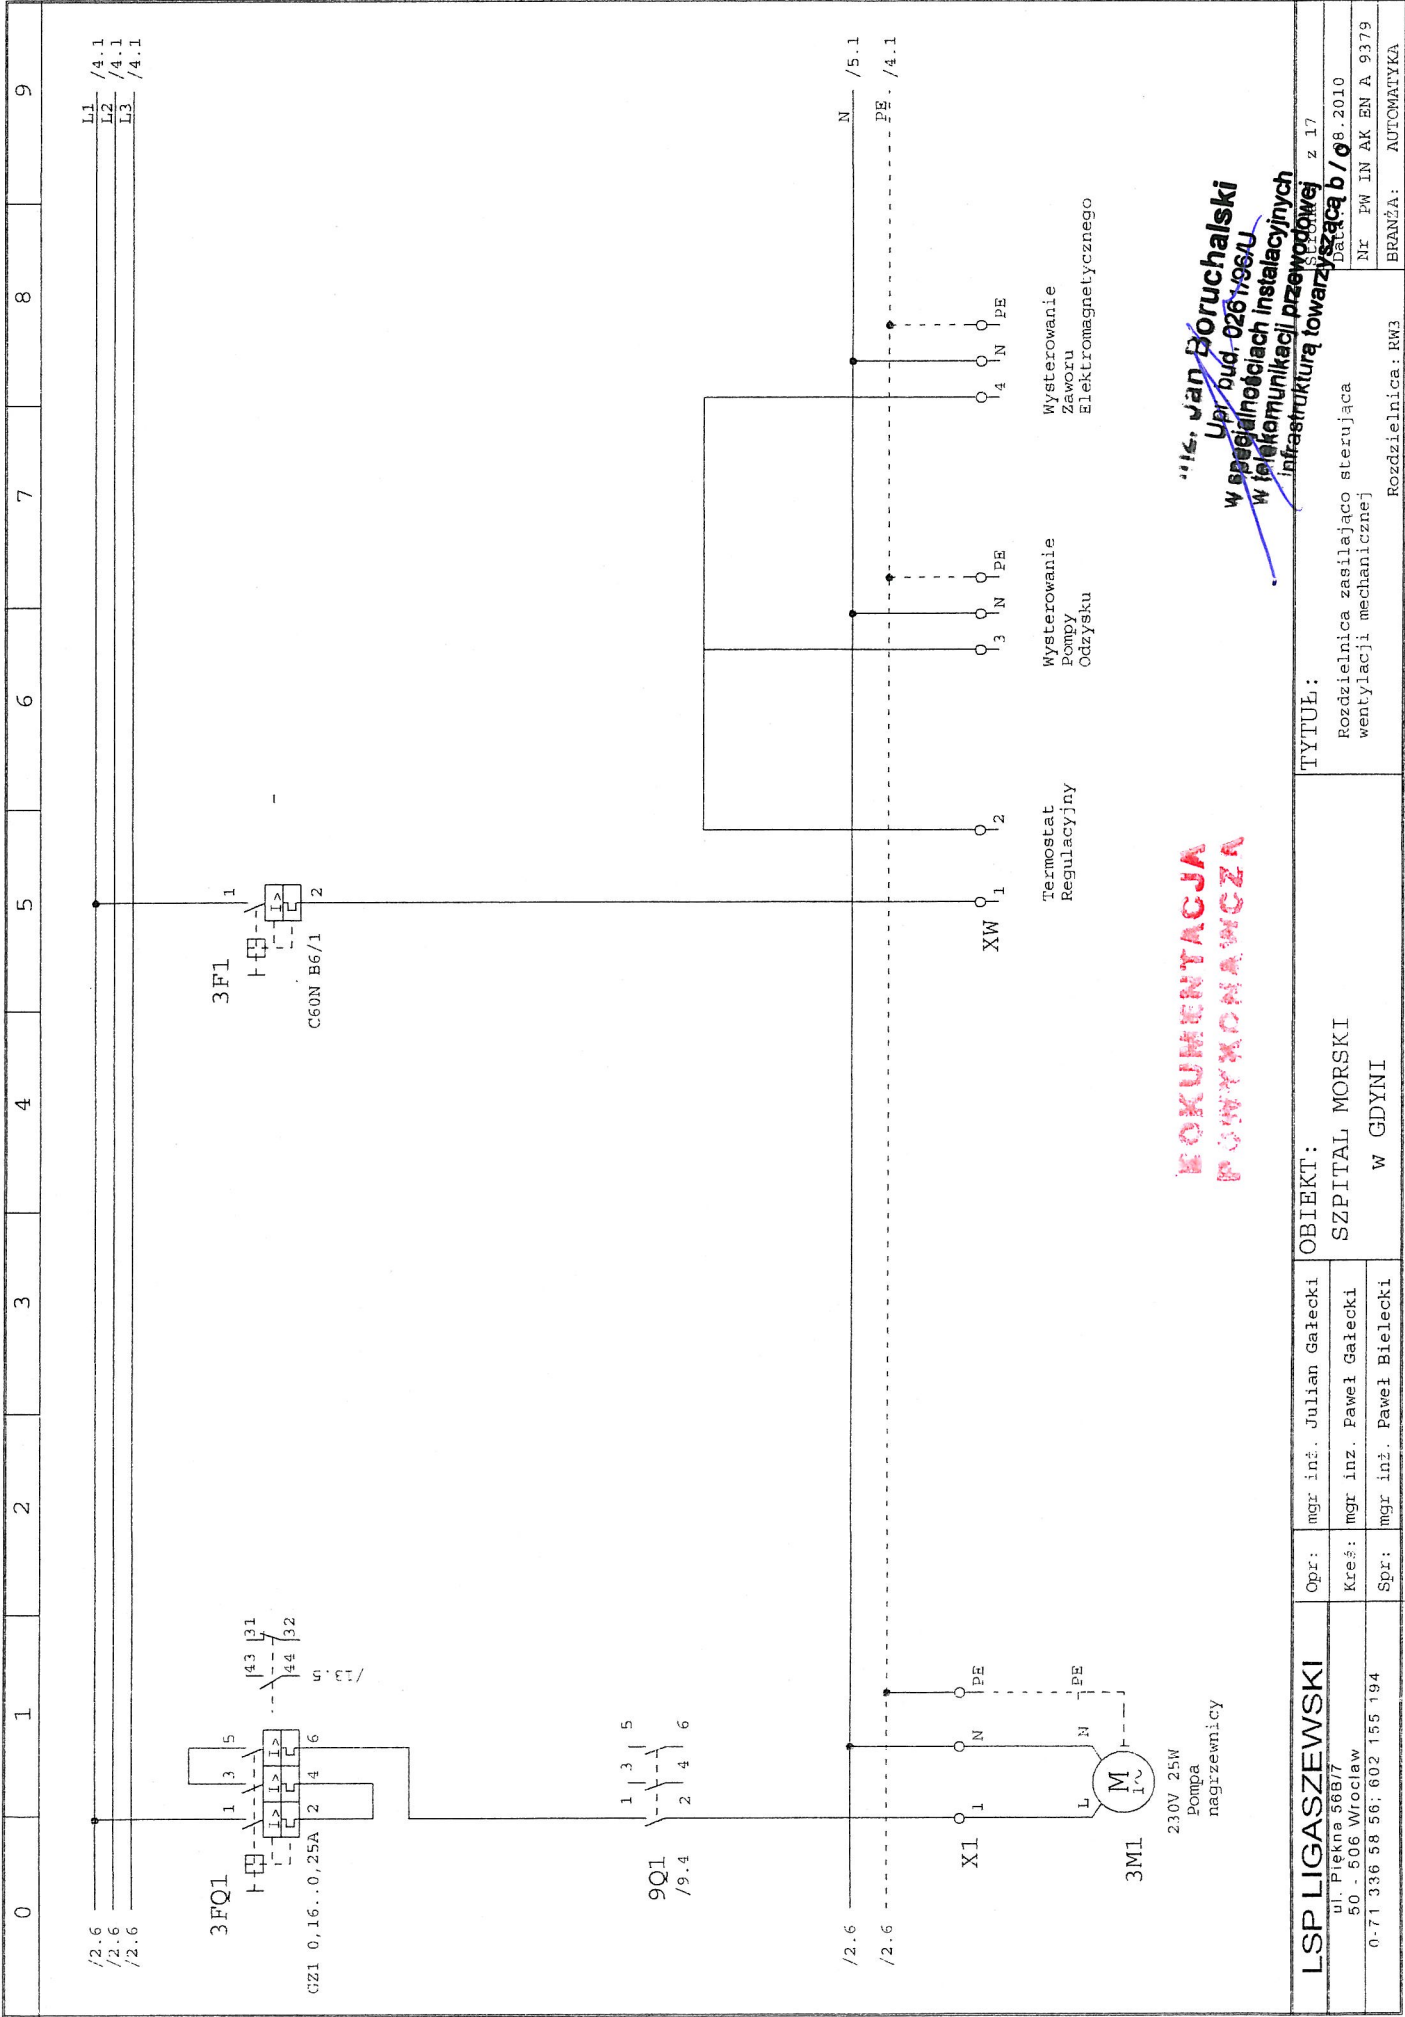 0 1 2 3 4 5 6 7 8 9
/2.6 L1 /4.1
/2.6 L2 /4.1
/2.6 L3 /4.1
3FQ1
1 3 5
2 4 6
GZ1 0,16..0,25A
43 31
44 32
/13.5
3F1
1
I>
2
C60N B6/1
9Q1
/9.4
1 3 5
2 4 6
/2.6 N /5.1
/2.6 PE /4.1
X1
1 N PE
L N PE
3M1
M
1~
230V 25W
Pompa
nagrzewnicy
XW
1 2
Termostat
Regulacyjny
3 N PE
Wysterowanie
Pompy
Odzysku
4 N PE
Wysterowanie
Zaworu
Elektromagnetycznego
DOKUMENTACJA
POWYKONAWCZA
Jan Boruchalski
Upr. bud. 0261/96/U
w specjalnościach instalacyjnych
w telekomunikacji przewodowej
infrastrukturą towarzyszącą b/o
LSP LIGASZEWSKI
ul. Piękna 56B/7
50 - 506 Wrocław
0-71 336 58 56; 602 155 194
Opr: mgr inż. Julian Gałecki
Kreś: mgr inż. Paweł Gałecki
Spr: mgr inż. Paweł Bielecki
OBIEKT:
SZPITAL MORSKI
W GDYNI
TYTUŁ:
Rozdzielnica zasilająco sterująca
wentylacji mechanicznej
Rozdzielnica: RW3
Strona z 17
Data: 08.2010
Nr PW IN AK EN A 9379
BRANŻA: AUTOMATYKA